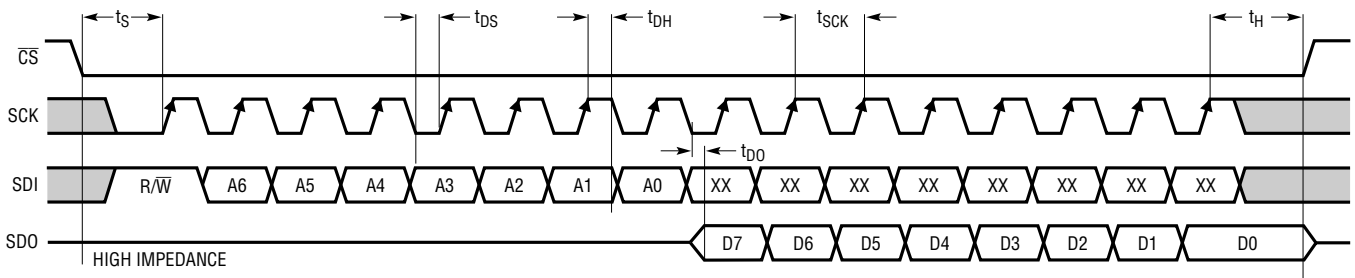 tS tDS tDH tSCK tH
CS
SCK
tDO
SDI R/W A6 A5 A4 A3 A2 A1 A0 XX XX XX XX XX XX XX XX
SDO D7 D6 D5 D4 D3 D2 D1 D0
HIGH IMPEDANCE